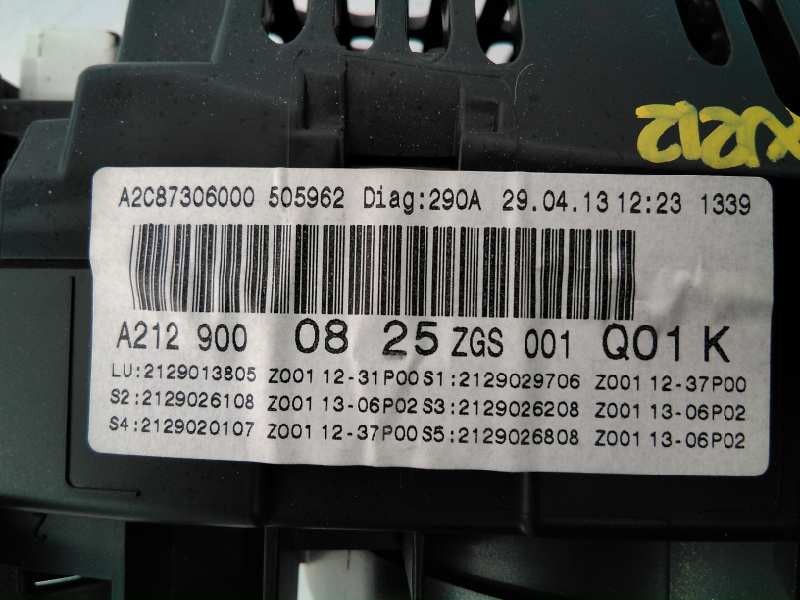 A2C87306000 505962 Diag:290A 29.04.13 12:23 1339
A212 900 08 25 ZGS 001 Q01 K
LU:2129013805 Z001 12-31P00 S1:2129029706 Z001 12-37P00
S2:2129026108 Z001 13-06P02 S3:2129026208 Z001 13-06P02
S4:2129020107 Z001 12-37P00 S5:2129026808 Z001 13-06P02